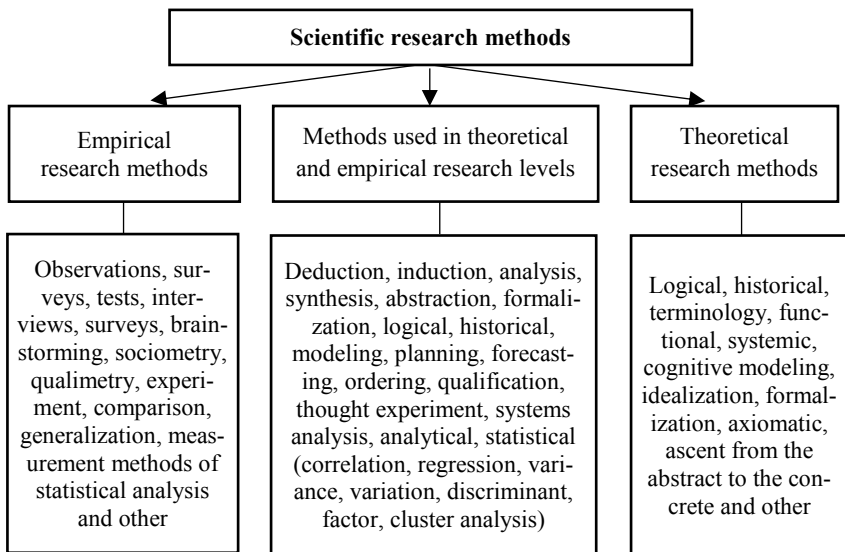 Scientific research methods
Empirical
research methods
Methods used in theoretical
and empirical research levels
Theoretical
research methods
Observations, sur-
veys, tests, inter-
views, surveys, brain-
storming, sociometry,
qualimetry, experi-
ment, comparison,
generalization, meas-
urement methods of
statistical analysis
and other
Deduction, induction, analysis,
synthesis, abstraction, formali-
zation, logical, historical,
modeling, planning, forecast-
ing, ordering, qualification,
thought experiment, systems
analysis, analytical, statistical
(correlation, regression, vari-
ance, variation, discriminant,
factor, cluster analysis)
Logical, historical,
terminology, func-
tional, systemic,
cognitive modeling,
idealization, formal-
ization, axiomatic,
ascent from the
abstract to the con-
crete and other